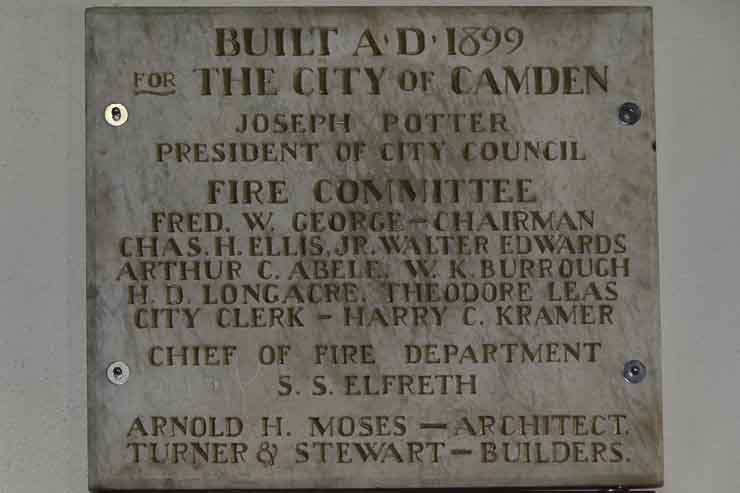 BUILT A·D·1899
FOR THE CITY OF CAMDEN
JOSEPH POTTER
PRESIDENT OF CITY COUNCIL
FIRE COMMITTEE
FRED. W. GEORGE—CHAIRMAN
CHAS. H. ELLIS, JR. WALTER EDWARDS
ARTHUR C. ABELE. W. K. BURROUGH
H. D. LONGACRE. THEODORE LEAS
CITY CLERK – HARRY C. KRAMER
CHIEF OF FIRE DEPARTMENT
S. S. ELFRETH
ARNOLD H. MOSES — ARCHITECT.
TURNER & STEWART — BUILDERS.